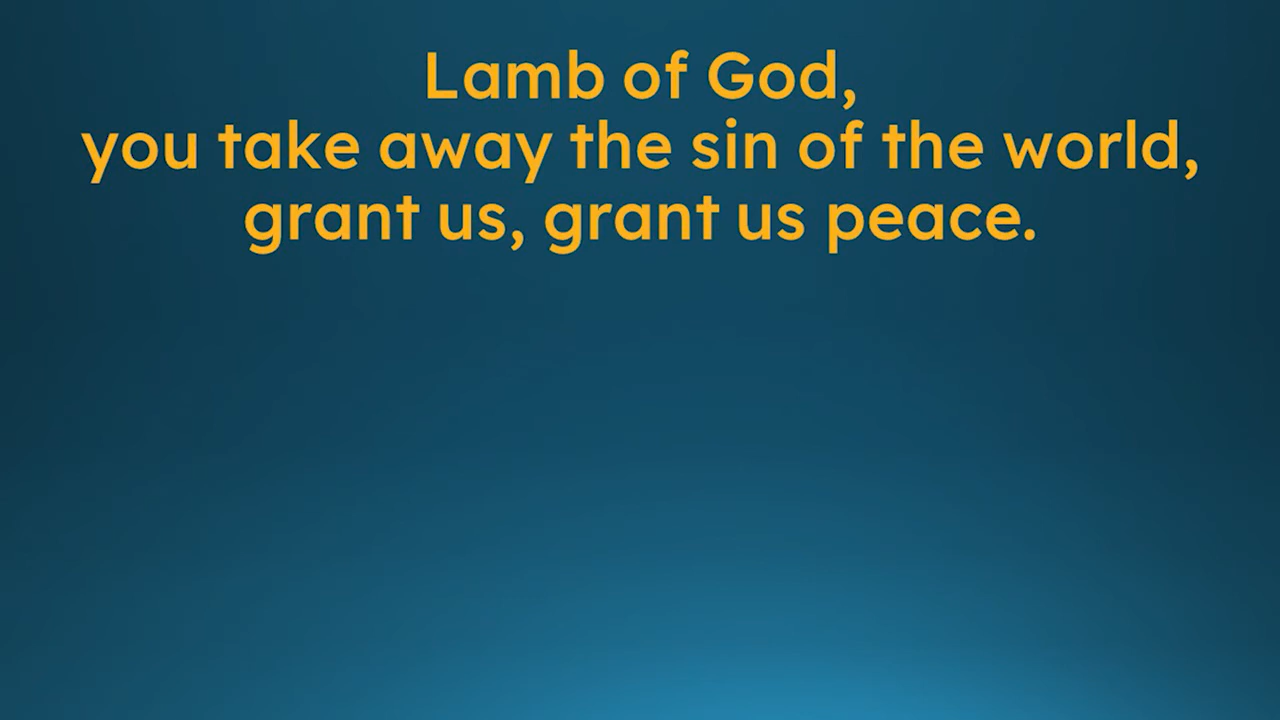 Lamb of God,
you take away the sin of the world,
grant us, grant us peace.